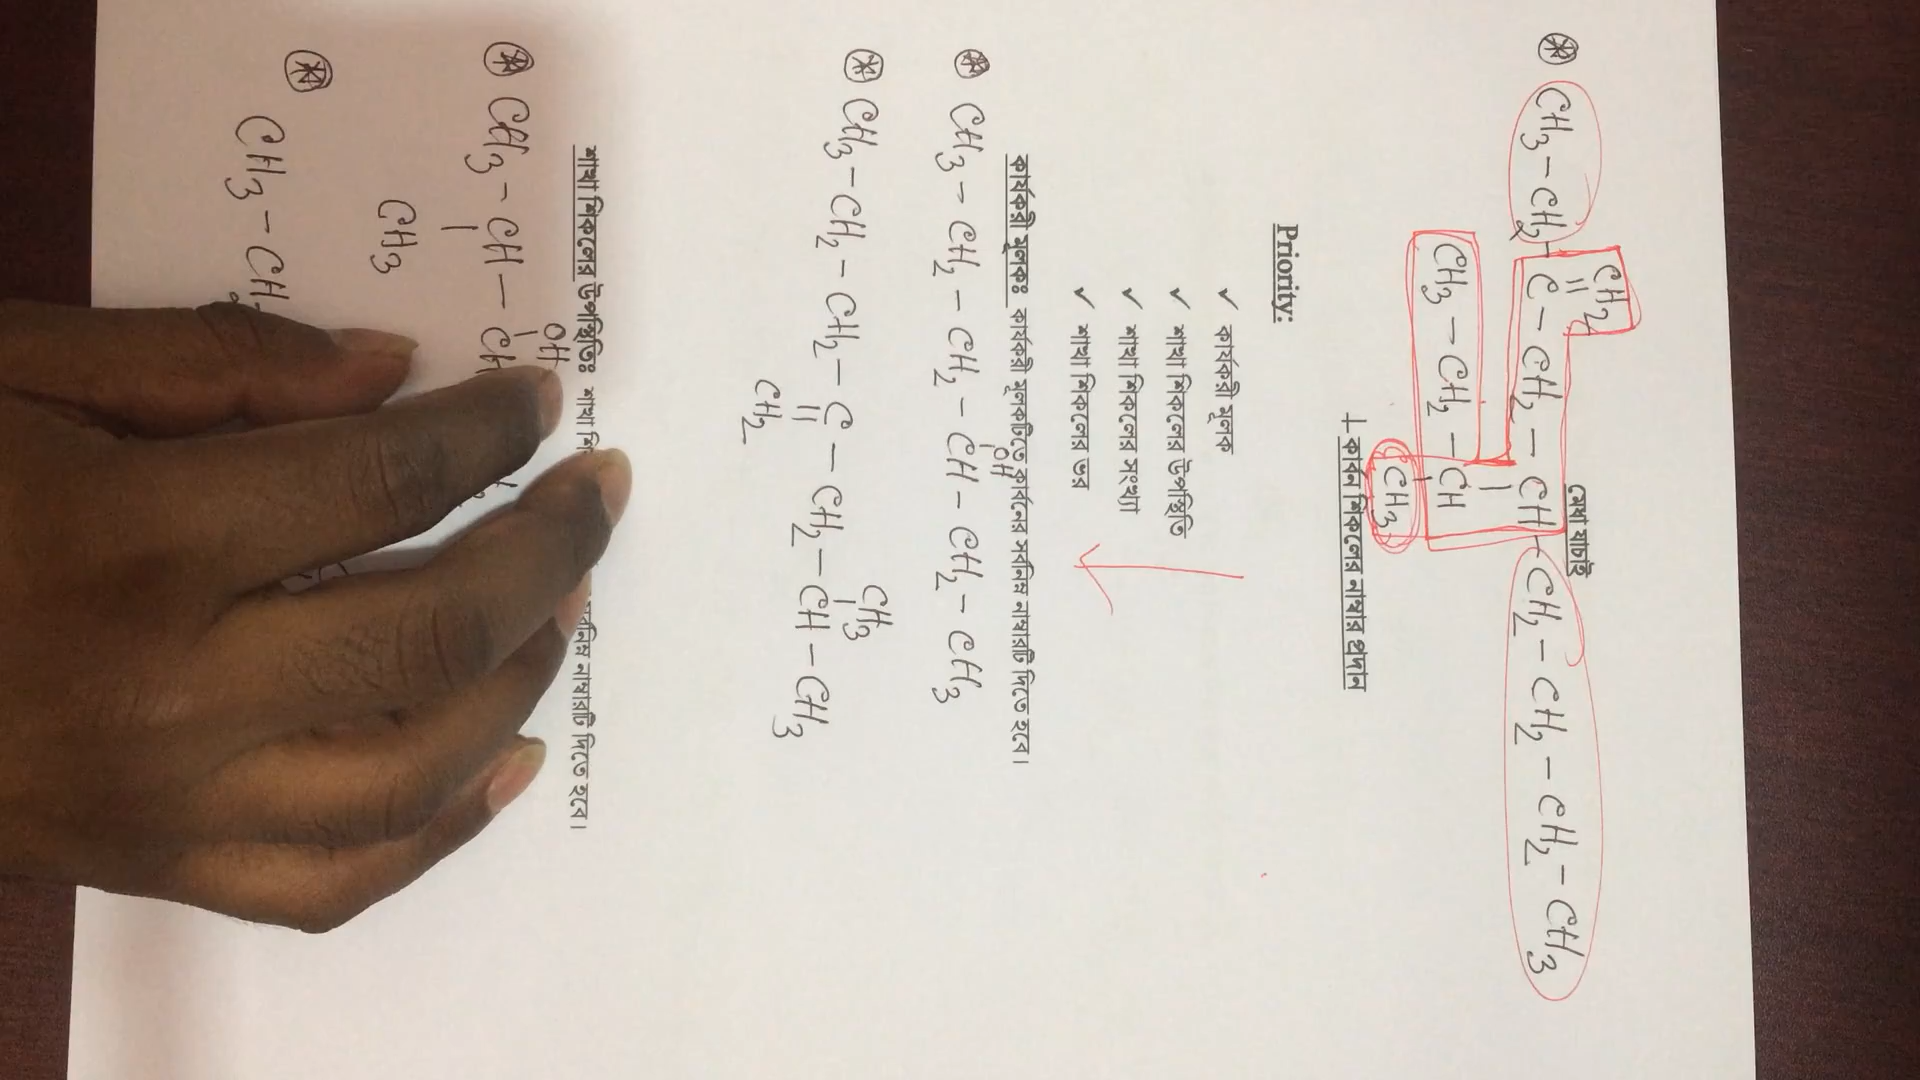 মেধা যাচাই
CH2
||
⊛ CH3 – CH2 – C – CH2 – CH – CH2 – CH2 – CH2 – CH3
|
CH3 – CH2 – CH
|
CH3
কার্বন শিকলের নাম্বার প্রদান
Priority:
✓ কার্যকরী মূলক
✓ শাখা শিকলের উপস্থিতি
✓ শাখা শিকলের সংখ্যা
✓ শাখা শিকলের ভর
কার্যকরী মূলকঃ কার্যকরী মূলকটিতে কার্বনের সর্বনিম্ন নাম্বারটি দিতে হবে।
OH
|
⊛ CH3 – CH2 – CH2 – CH – CH2 – CH3
CH3
|
⊛ CH3 – CH2 – CH2 – C – CH2 – CH – CH3
||
CH2
শাখা শিকলের উপস্থিতিঃ শাখা নাম্বারটি দিতে হবে।
OH
|
⊛ CH3 – CH – CH
|
CH3
⊛ CH3 – CH